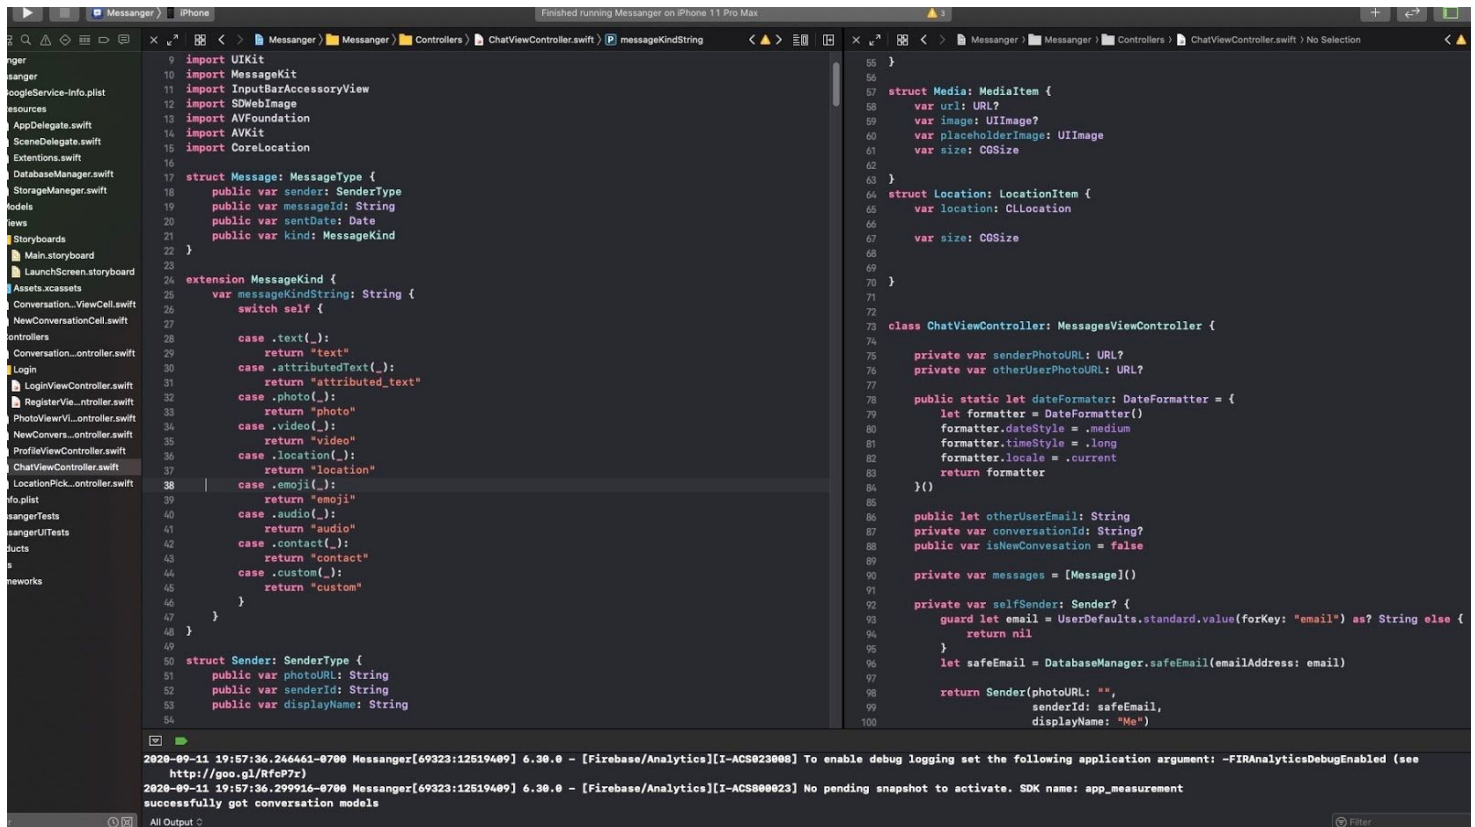 Messanger 〉 iPhone
Finished running Messanger on iPhone 11 Pro Max
3
Messanger 〉 Messanger 〉 Controllers 〉 ChatViewController.swift 〉 P messageKindString
Messanger 〉 Messanger 〉 Controllers 〉 ChatViewController.swift 〉 No Selection
nger
sanger
GoogleService-Info.plist
esources
AppDelegate.swift
SceneDelegate.swift
Extentions.swift
DatabaseManager.swift
StorageManeger.swift
Models
iews
Storyboards
Main.storyboard
LaunchScreen.storyboard
Assets.xcassets
Conversation...ViewCell.swift
NewConversationCell.swift
ontrollers
Conversation...ontroller.swift
Login
LoginViewController.swift
RegisterVie...ntroller.swift
PhotoViewrVi...ontroller.swift
NewConvers...ontroller.swift
ProfileViewController.swift
ChatViewController.swift
LocationPick...ontroller.swift
nfo.plist
ssangerTests
ssangerUITests
ducts
s
meworks
9 import UIKit
10 import MessageKit
11 import InputBarAccessoryView
12 import SDWebImage
13 import AVFoundation
14 import AVKit
15 import CoreLocation
16
17 struct Message: MessageType {
18 public var sender: SenderType
19 public var messageId: String
20 public var sentDate: Date
21 public var kind: MessageKind
22 }
23
24 extension MessageKind {
25 var messageKindString: String {
26 switch self {
27
28 case .text(_):
29 return "text"
30 case .attributedText(_):
31 return "attributed_text"
32 case .photo(_):
33 return "photo"
34 case .video(_):
35 return "video"
36 case .location(_):
37 return "location"
38 case .emoji(_):
39 return "emoji"
40 case .audio(_):
41 return "audio"
42 case .contact(_):
43 return "contact"
44 case .custom(_):
45 return "custom"
46 }
47 }
48 }
49
50 struct Sender: SenderType {
51 public var photoURL: String
52 public var senderId: String
53 public var displayName: String
54
55 }
56
57 struct Media: MediaItem {
58 var url: URL?
59 var image: UIImage?
60 var placeholderImage: UIImage
61 var size: CGSize
62
63 }
64 struct Location: LocationItem {
65 var location: CLLocation
66
67 var size: CGSize
68
69
70 }
71
72
73 class ChatViewController: MessagesViewController {
74
75 private var senderPhotoURL: URL?
76 private var otherUserPhotoURL: URL?
77
78 public static let dateFormater: DateFormatter = {
79 let formatter = DateFormatter()
80 formatter.dateStyle = .medium
81 formatter.timeStyle = .long
82 formatter.locale = .current
83 return formatter
84 }()
85
86 public let otherUserEmail: String
87 private var conversationId: String?
88 public var isNewConvesation = false
89
90 private var messages = [Message]()
91
92 private var selfSender: Sender? {
93 guard let email = UserDefaults.standard.value(forKey: "email") as? String else {
94 return nil
95 }
96 let safeEmail = DatabaseManager.safeEmail(emailAddress: email)
97
98 return Sender(photoURL: "",
99 senderId: safeEmail,
100 displayName: "Me")
2020-09-11 19:57:36.246461-0700 Messanger[69323:12519409] 6.30.0 - [Firebase/Analytics][I-ACS023008] To enable debug logging set the following application argument: -FIRAnalyticsDebugEnabled (see
http://goo.gl/RfcP7r)
2020-09-11 19:57:36.299916-0700 Messanger[69323:12519409] 6.30.0 - [Firebase/Analytics][I-ACS800023] No pending snapshot to activate. SDK name: app_measurement
successfully got conversation models
All Output
Filter